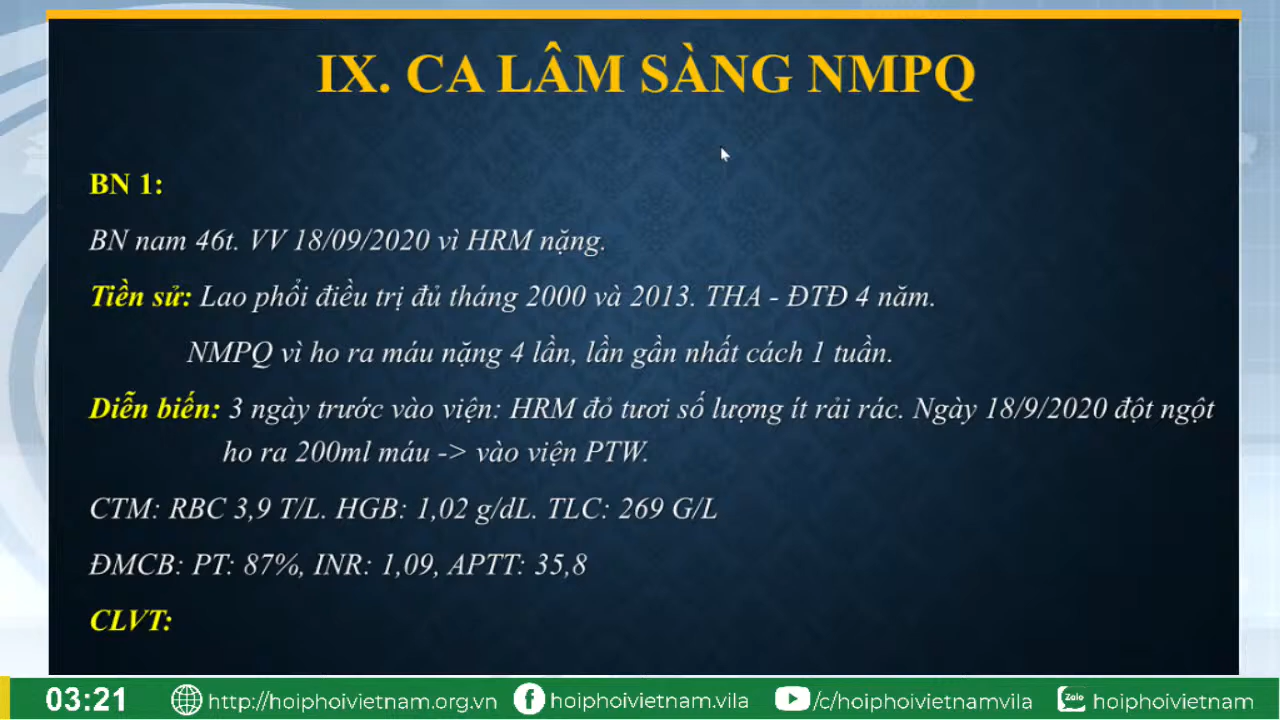 IX. CA LÂM SÀNG NMPQ
BN 1:
BN nam 46t. VV 18/09/2020 vì HRM nặng.
Tiền sử: Lao phổi điều trị đủ tháng 2000 và 2013. THA - ĐTĐ 4 năm.
NMPQ vì ho ra máu nặng 4 lần, lần gần nhất cách 1 tuần.
Diễn biến: 3 ngày trước vào viện: HRM đỏ tươi số lượng ít rải rác. Ngày 18/9/2020 đột ngột
ho ra 200ml máu -> vào viện PTW.
CTM: RBC 3,9 T/L. HGB: 1,02 g/dL. TLC: 269 G/L
ĐMCB: PT: 87%, INR: 1,09, APTT: 35,8
CLVT:
03:21 http://hoiphoivietnam.org.vn hoiphoivietnam.vila /c/hoiphoivietnamvila Zalo hoiphoivietnam